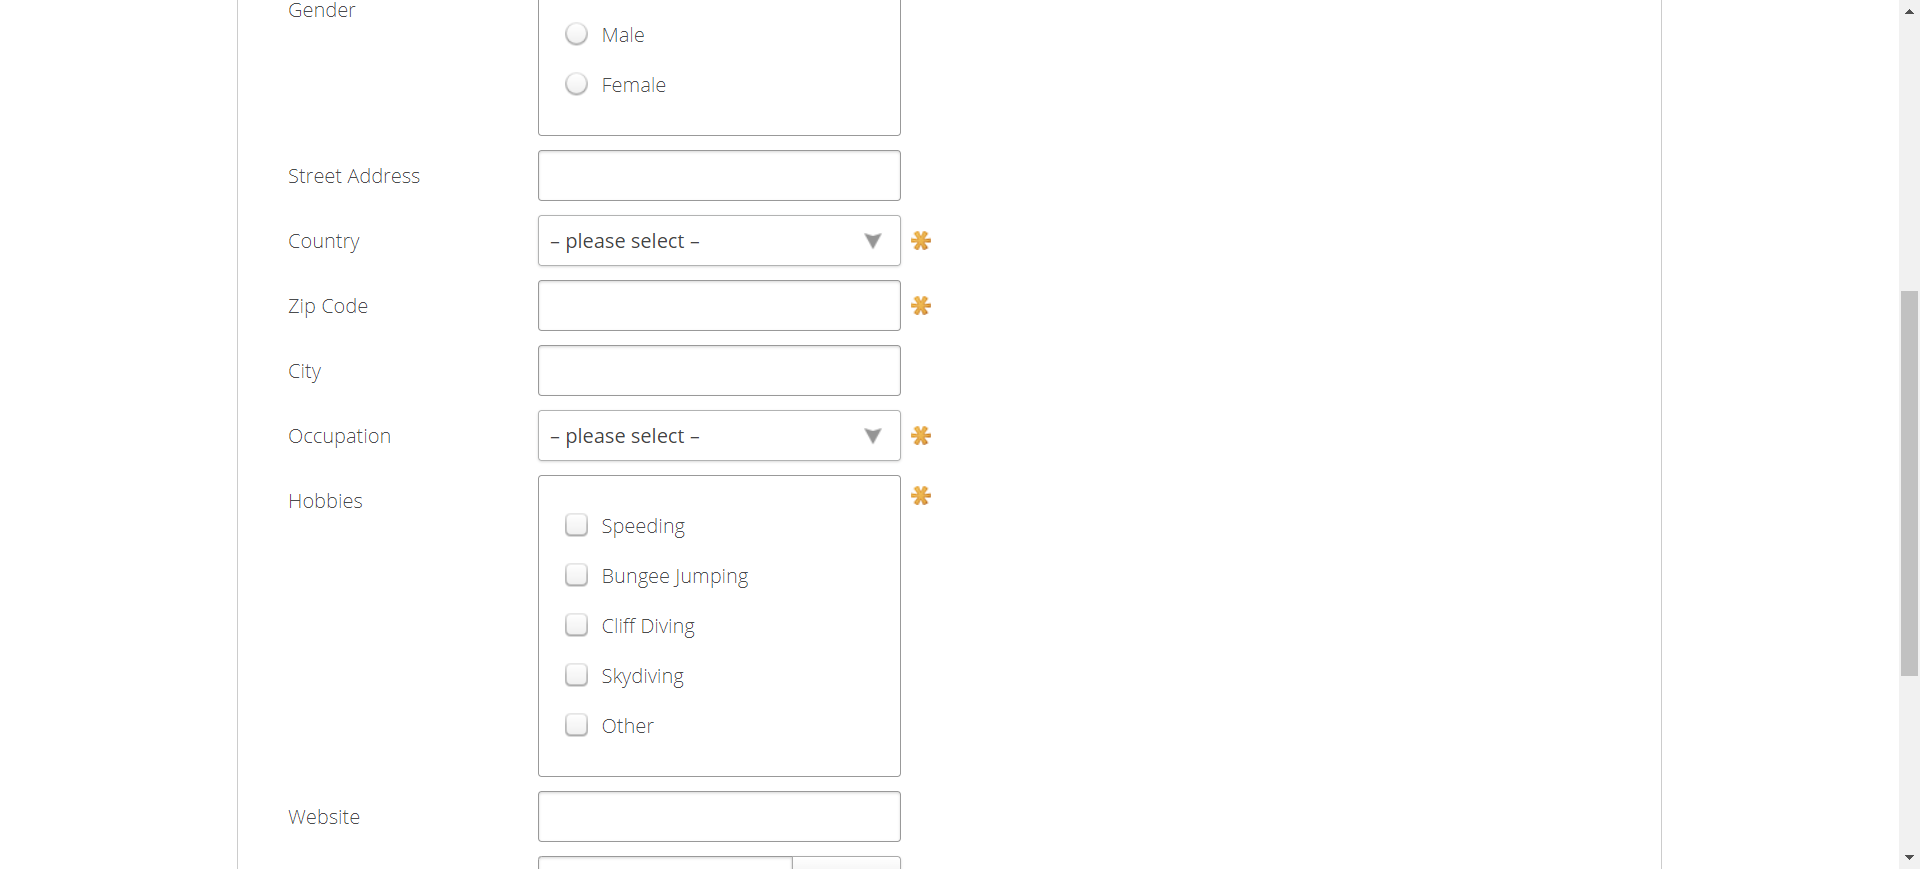 Gender
Male
Female
Street Address
Country
– please select –
Zip Code
City
Occupation
– please select –
Hobbies
Speeding
Bungee Jumping
Cliff Diving
Skydiving
Other
Website